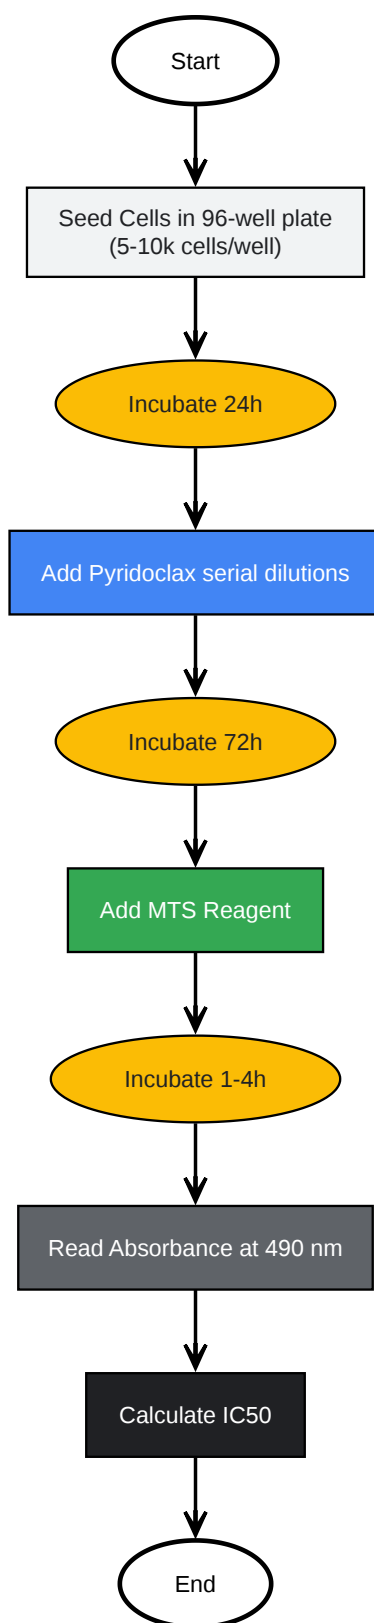 Start
Seed Cells in 96-well plate
(5-10k cells/well)
Incubate 24h
Add Pyridoclax serial dilutions
Incubate 72h
Add MTS Reagent
Incubate 1-4h
Read Absorbance at 490 nm
Calculate IC50
End